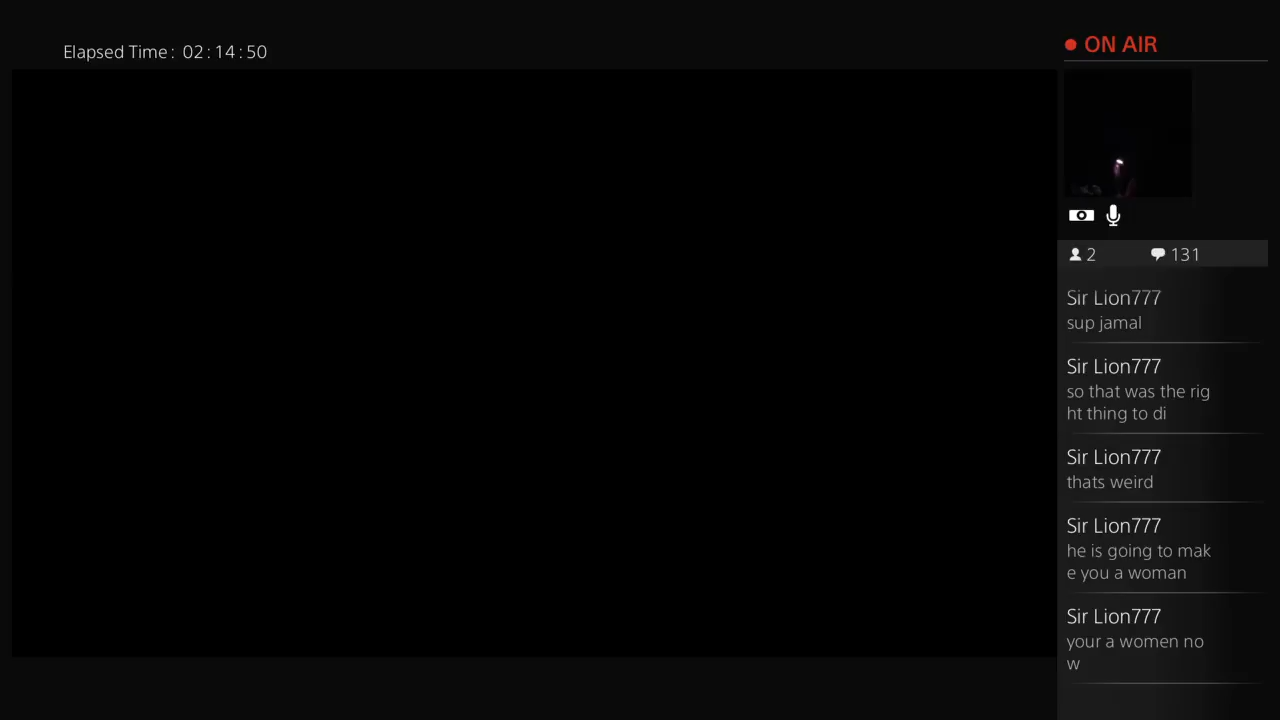 Elapsed Time: 02:14:50
ON AIR
2 131
Sir Lion777
sup jamal
Sir Lion777
so that was the rig
ht thing to di
Sir Lion777
thats weird
Sir Lion777
he is going to mak
e you a woman
Sir Lion777
your a women no
w